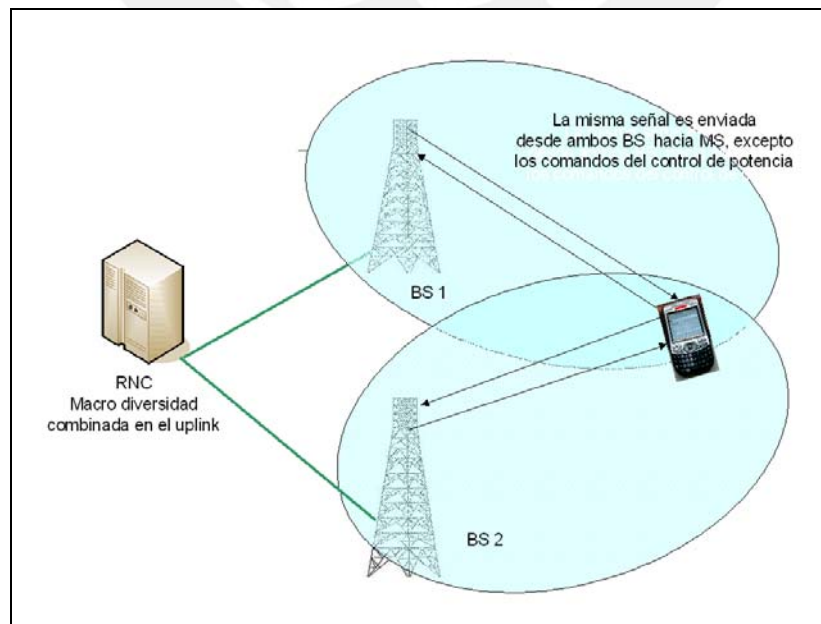 La misma señal es enviada
desde ambos BS hacia MS, excepto
los comandos del control de potencia
BS 1
RNC
Macro diversidad
combinada en el uplink
BS 2